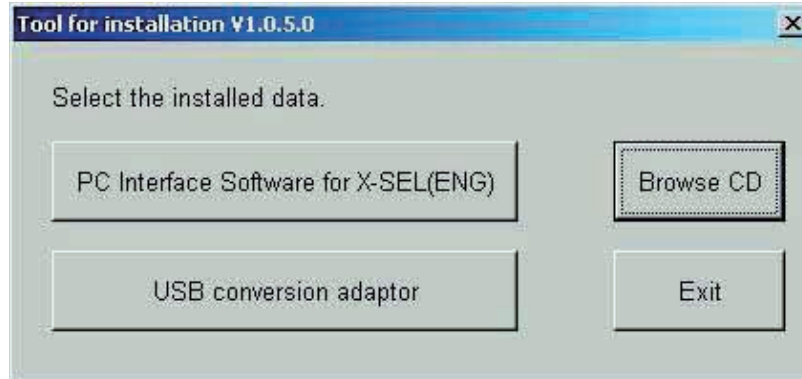 Tool for installation V1.0.5.0
Select the installed data.
PC Interface Software for X-SEL(ENG)
Browse CD
USB conversion adaptor
Exit